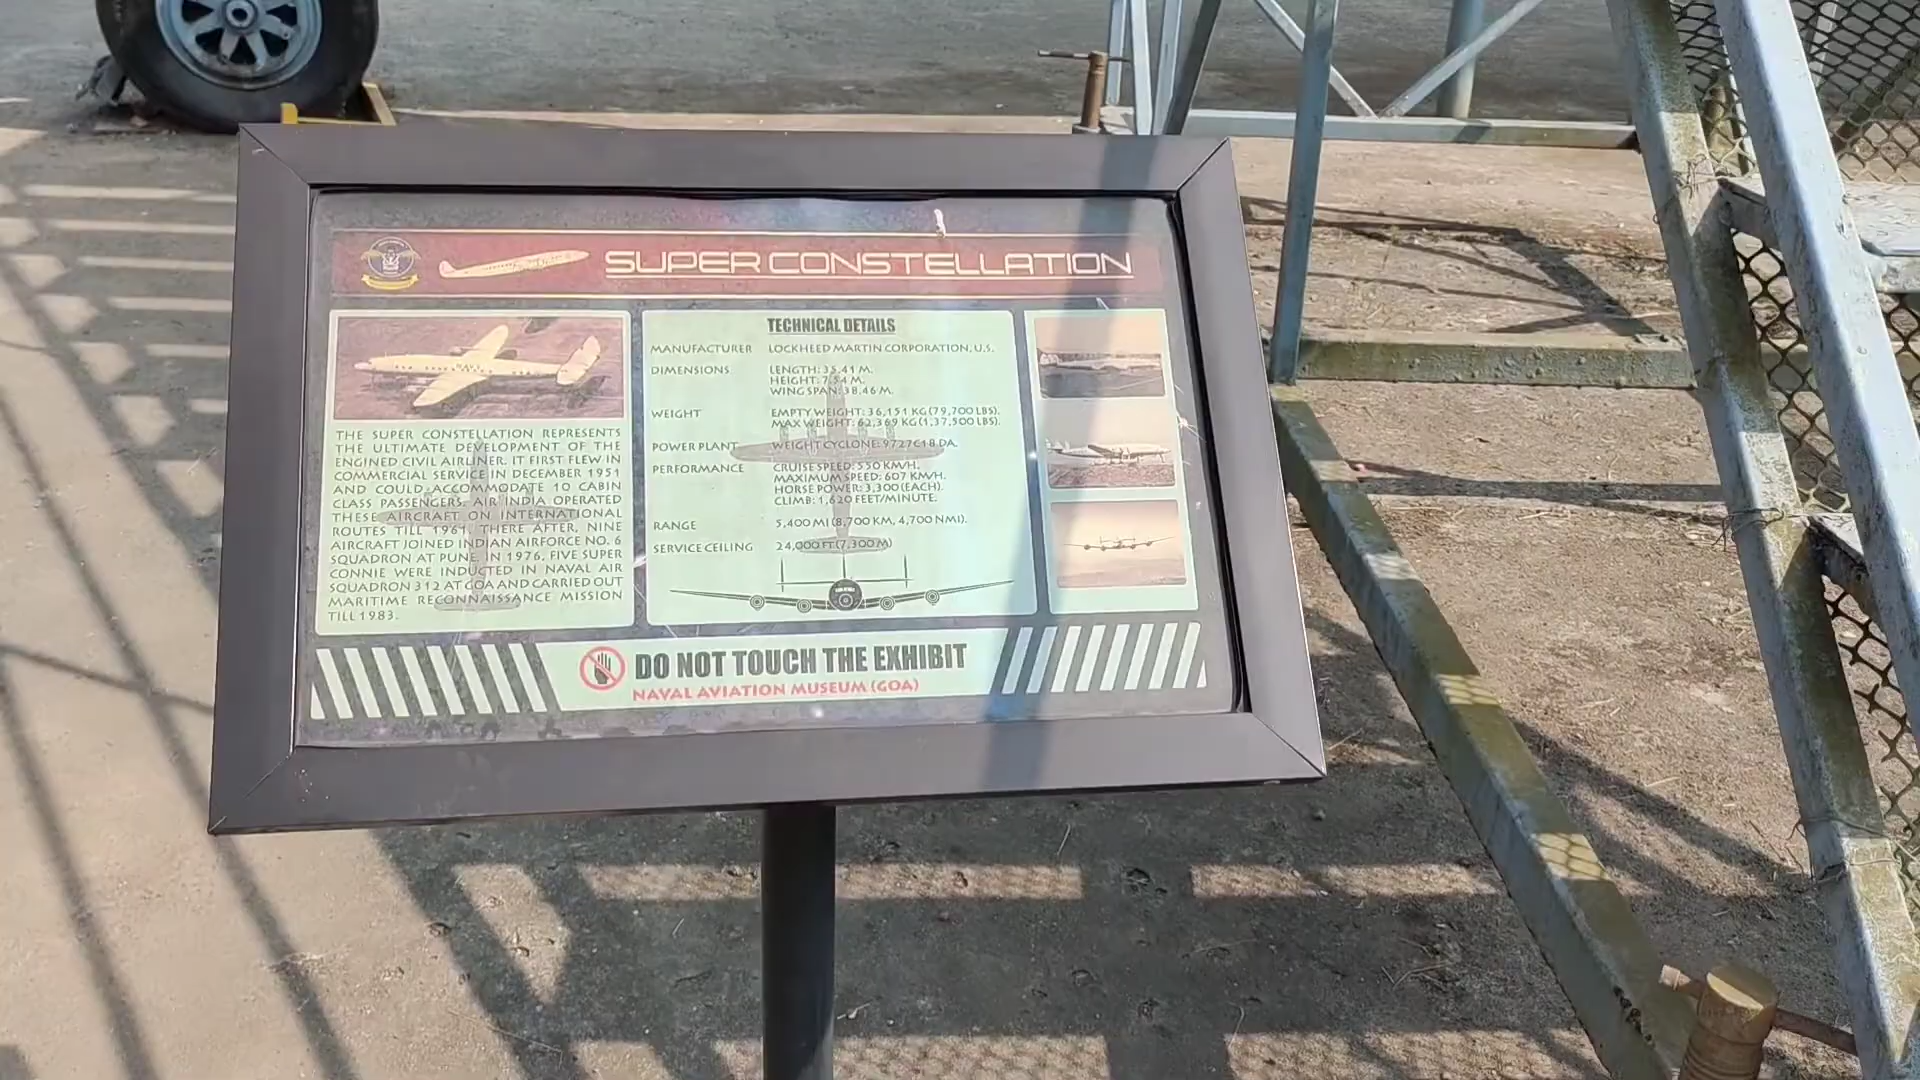 SUPER CONSTELLATION
THE SUPER CONSTELLATION REPRESENTS
THE ULTIMATE DEVELOPMENT OF THE
ENGINED CIVIL AIRLINER. IT FIRST FLEW IN
COMMERCIAL SERVICE IN DECEMBER 1951
AND COULD ACCOMMODATE 10 CABIN
CLASS PASSENGERS. AIR INDIA OPERATED
THESE AIRCRAFT ON INTERNATIONAL
ROUTES TILL 1961. THERE AFTER, NINE
AIRCRAFT JOINED INDIAN AIRFORCE NO. 6
SQUADRON AT PUNE. IN 1976, FIVE SUPER
CONNIE WERE INDUCTED IN NAVAL AIR
SQUADRON 312 AT GOA AND CARRIED OUT
MARITIME RECONNAISSANCE MISSION
TILL 1983.
TECHNICAL DETAILS
MANUFACTURER LOCKHEED MARTIN CORPORATION, U.S.
DIMENSIONS LENGTH: 35.41 M.
HEIGHT: 7.54 M.
WING SPAN: 38.46 M.
WEIGHT EMPTY WEIGHT: 36,151 KG (79,700 LBS).
MAX WEIGHT: 62,369 KG (1,37,500 LBS).
POWER PLANT WEIGHT CYCLONE: 972TC18 DA.
PERFORMANCE CRUISE SPEED: 550 KM/H.
MAXIMUM SPEED: 607 KM/H.
HORSE POWER: 3,300 (EACH).
CLIMB: 1,620 FEET/MINUTE.
RANGE 5,400 MI (8,700 KM, 4,700 NMI).
SERVICE CEILING 24,000 FT (7,300 M)
DO NOT TOUCH THE EXHIBIT
NAVAL AVIATION MUSEUM (GOA)